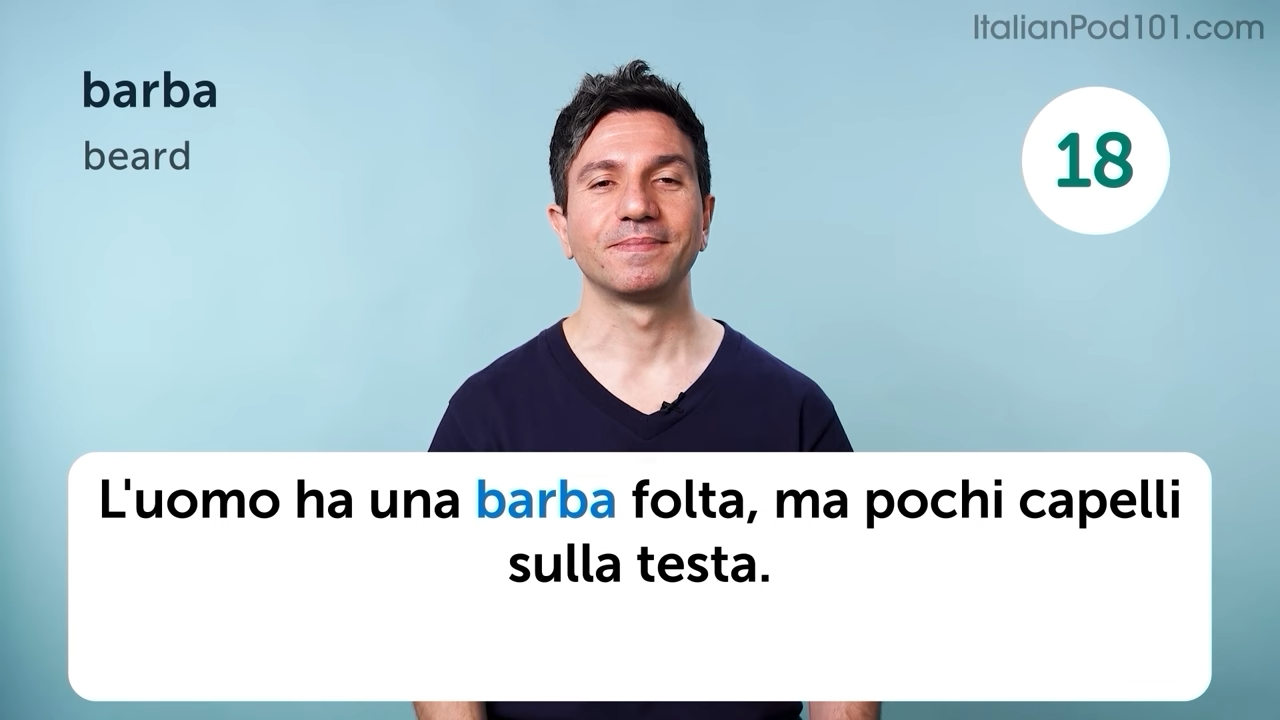 ItalianPod101.com
barba
beard
18
L'uomo ha una barba folta, ma pochi capelli
sulla testa.